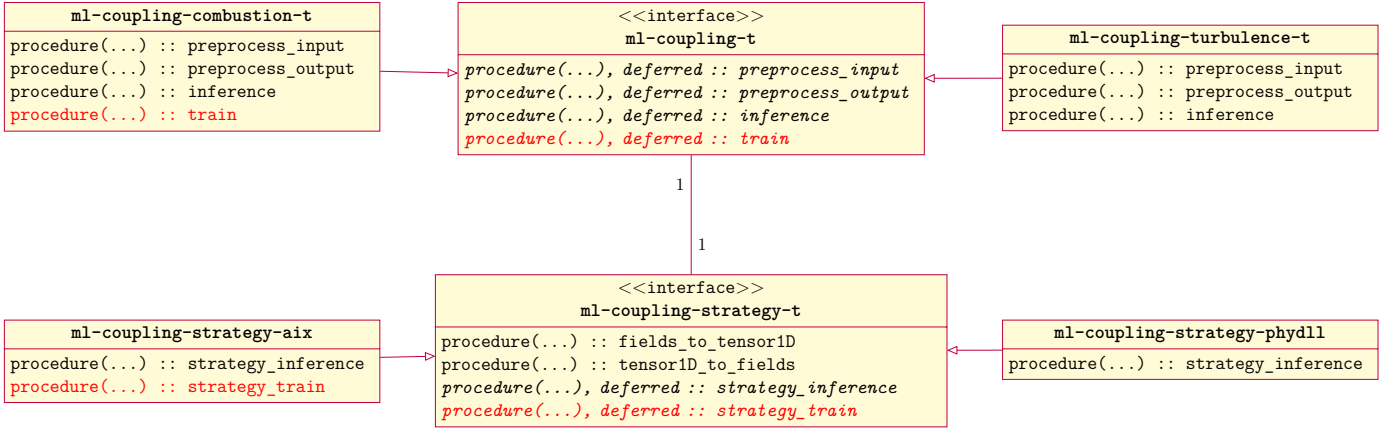 ml-coupling-combustion-t
procedure(...) :: preprocess_input
procedure(...) :: preprocess_output
procedure(...) :: inference
procedure(...) :: train
<<interface>>
ml-coupling-t
procedure(...), deferred :: preprocess_input
procedure(...), deferred :: preprocess_output
procedure(...), deferred :: inference
procedure(...), deferred :: train
ml-coupling-turbulence-t
procedure(...) :: preprocess_input
procedure(...) :: preprocess_output
procedure(...) :: inference
1
1
ml-coupling-strategy-aix
procedure(...) :: strategy_inference
procedure(...) :: strategy_train
<<interface>>
ml-coupling-strategy-t
procedure(...) :: fields_to_tensor1D
procedure(...) :: tensor1D_to_fields
procedure(...), deferred :: strategy_inference
procedure(...), deferred :: strategy_train
ml-coupling-strategy-phydll
procedure(...) :: strategy_inference